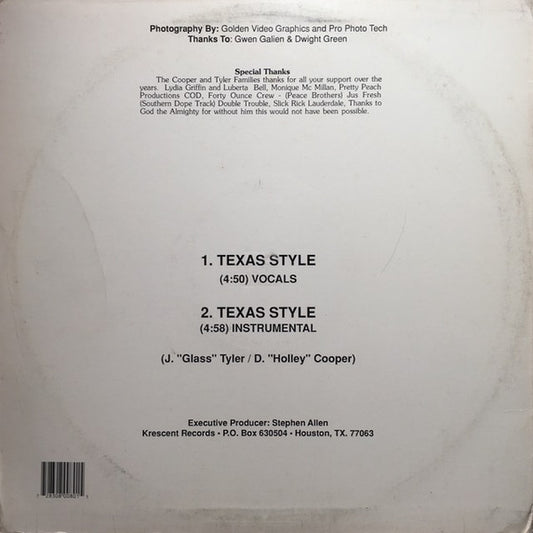 Photography By: Golden Video Graphics and Pro Photo Tech
Thanks To: Gwen Galien & Dwight Green
Special Thanks
The Cooper and Tyler Families thanks for all your support over the
years. Lydia Griffin and Luberta Bell, Monique Mc Millan, Pretty Peach
Productions COD, Forty Ounce Crew - (Peace Brothers) Jus Fresh
(Southern Dope Track) Double Trouble, Slick Rick Lauderdale, Thanks to
God the Almighty for without him this would not have been possible.
1. TEXAS STYLE
(4:50) VOCALS
2. TEXAS STYLE
(4:58) INSTRUMENTAL
(J. "Glass" Tyler / D. "Holley" Cooper)
Executive Producer: Stephen Allen
Krescent Records • P.O. Box 630504 • Houston, TX. 77063